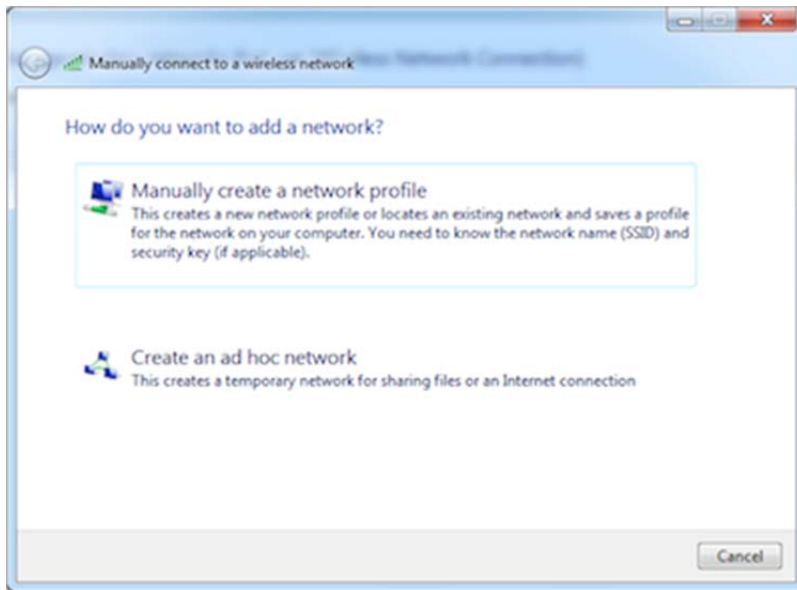 Manually connect to a wireless network
How do you want to add a network?
Manually create a network profile
This creates a new network profile or locates an existing network and saves a profile
for the network on your computer. You need to know the network name (SSID) and
security key (if applicable).
Create an ad hoc network
This creates a temporary network for sharing files or an Internet connection
Cancel